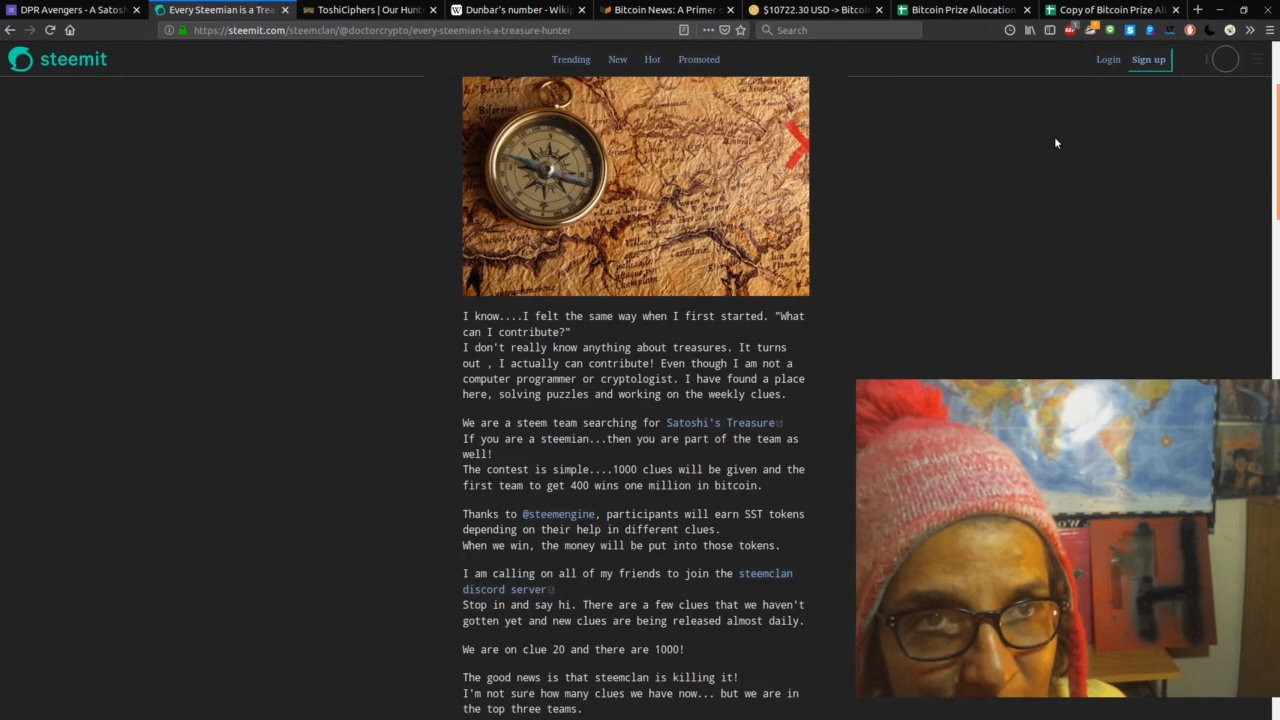 DPR Avengers - A Satosh
Every Steemian is a Trea
ToshiCiphers | Our Hunt
Dunbar's number - Wikip
Bitcoin News: A Primer o
$10722.30 USD -> Bitcoi
Bitcoin Prize Allocation
Copy of Bitcoin Prize All
https://steemit.com/steemclan/@doctorcrypto/every-steemian-is-a-treasure-hunter
Search
steemit
Trending New Hot Promoted
Login Sign up
I know....I felt the same way when I first started. "What
can I contribute?"
I don't really know anything about treasures. It turns
out , I actually can contribute! Even though I am not a
computer programmer or cryptologist. I have found a place
here, solving puzzles and working on the weekly clues.
We are a steem team searching for Satoshi's Treasure
If you are a steemian...then you are part of the team as
well!
The contest is simple....1000 clues will be given and the
first team to get 400 wins one million in bitcoin.
Thanks to @steemengine, participants will earn SST tokens
depending on their help in different clues.
When we win, the money will be put into those tokens.
I am calling on all of my friends to join the steemclan
discord server
Stop in and say hi. There are a few clues that we haven't
gotten yet and new clues are being released almost daily.
We are on clue 20 and there are 1000!
The good news is that steemclan is killing it!
I'm not sure how many clues we have now... but we are in
the top three teams.